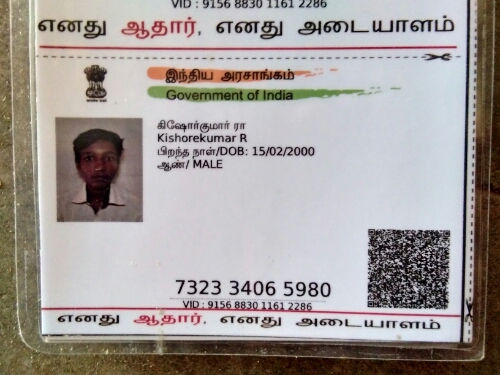 VID : 9156 8830 1161 2286
எனது ஆதார், எனது அடையாளம்
இந்திய அரசாங்கம்
Government of India
கிஷோர்குமார் ரா
Kishorekumar R
பிறந்த நாள்/DOB: 15/02/2000
ஆண்/ MALE
7323 3406 5980
VID : 9156 8830 1161 2286
எனது ஆதார், எனது அடையாளம்